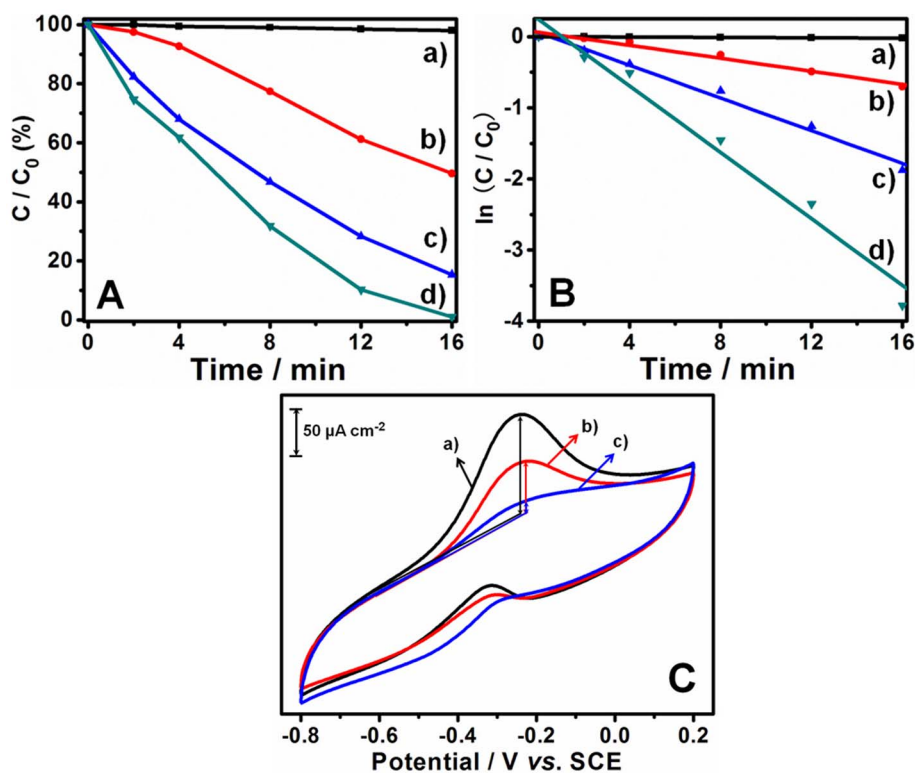 100
80
60
40
20
0
C / C₀ (%)
a)
b)
c)
d)
A
0 4 8 12 16
Time / min
0
-1
-2
-3
-4
ln (C / C₀)
a)
b)
c)
d)
B
0 4 8 12 16
Time / min
50 µA cm⁻²
a)
b)
c)
C
-0.8 -0.6 -0.4 -0.2 0.0 0.2
Potential / V vs. SCE